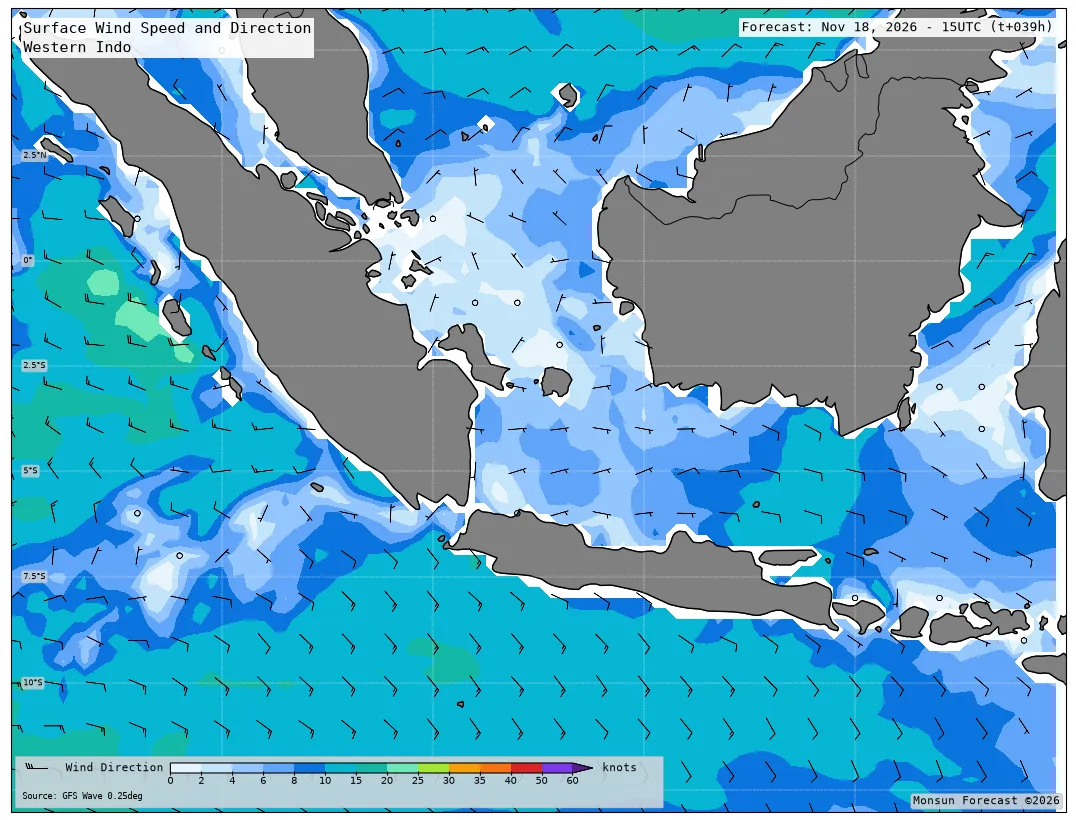 Surface Wind Speed and Direction
Western Indo
Forecast: Nov 18, 2026 - 15UTC (t+039h)
2.5°N
0°
2.5°S
5°S
7.5°S
10°S
Wind Direction
0 2 4 6 8 10 15 20 25 30 40 50 60
knots
Source: GFS Wave 0.25deg
Monsun Forecast ©2026